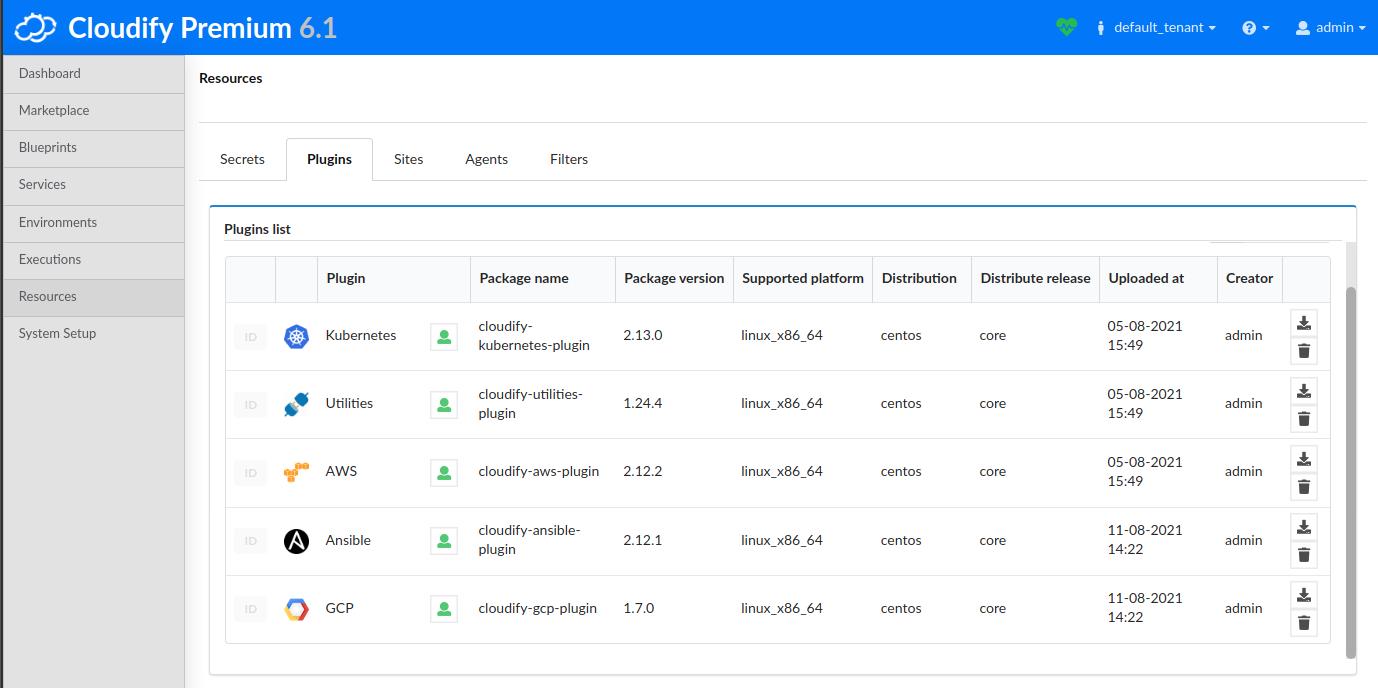 Cloudify Premium 6.1
default_tenant
admin
Dashboard
Marketplace
Blueprints
Services
Environments
Executions
Resources
System Setup
Resources
Secrets Plugins Sites Agents Filters
Plugins list
Plugin Package name Package version Supported platform Distribution Distribute release Uploaded at Creator
ID Kubernetes cloudify-
kubernetes-plugin 2.13.0 linux_x86_64 centos core 05-08-2021
15:49 admin
ID Utilities cloudify-utilities-
plugin 1.24.4 linux_x86_64 centos core 05-08-2021
15:49 admin
ID AWS cloudify-aws-plugin 2.12.2 linux_x86_64 centos core 05-08-2021
15:49 admin
ID Ansible cloudify-ansible-
plugin 2.12.1 linux_x86_64 centos core 11-08-2021
14:22 admin
ID GCP cloudify-gcp-plugin 1.7.0 linux_x86_64 centos core 11-08-2021
14:22 admin